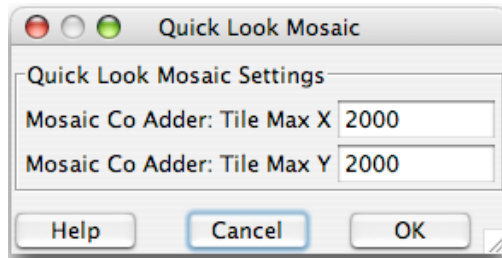 Quick Look Mosaic
Quick Look Mosaic Settings
Mosaic Co Adder: Tile Max X 2000
Mosaic Co Adder: Tile Max Y 2000
Help Cancel OK